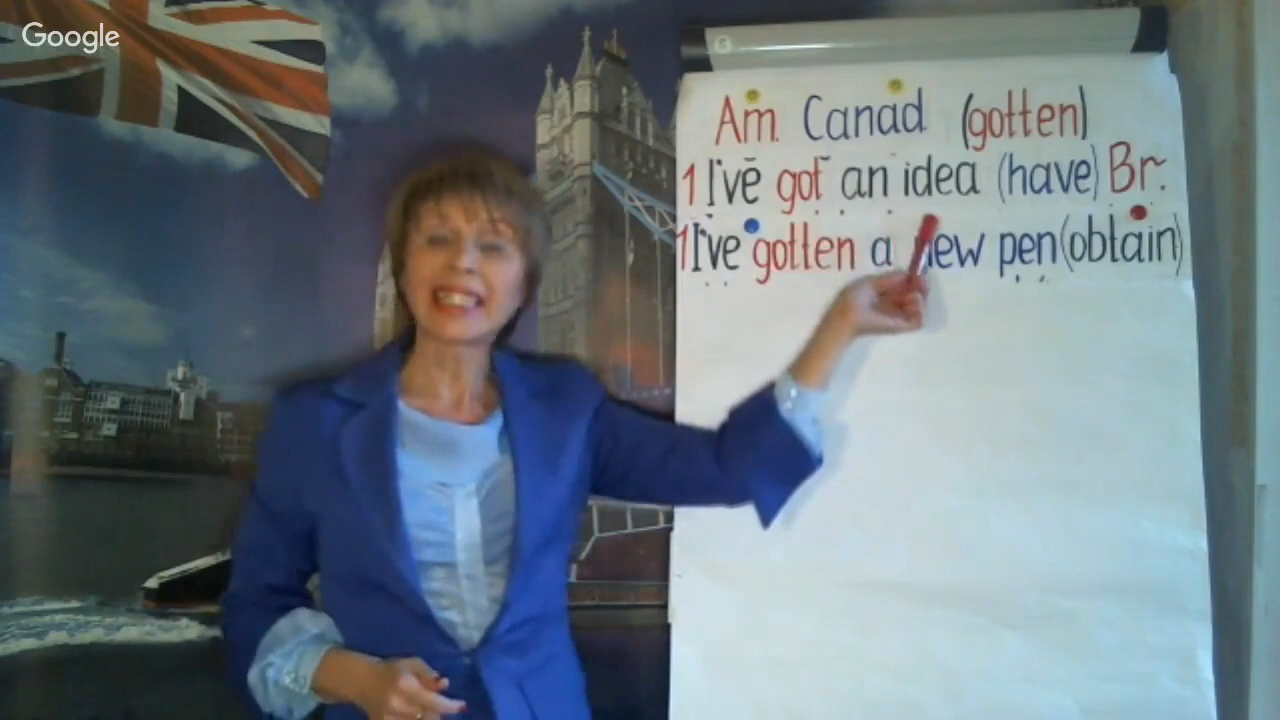 Google
Am. Canad (gotten)
1 I've got an idea (have) Br.
1 I've gotten a new pen (obtain)